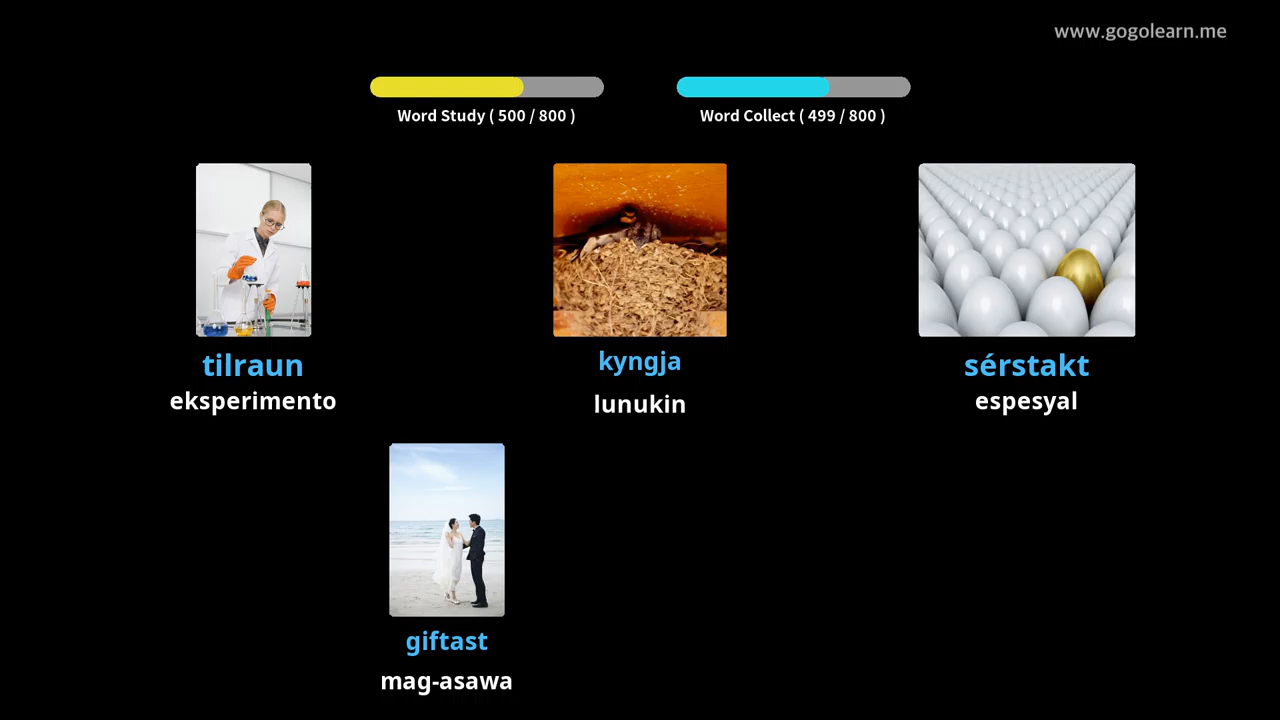 www.gogolearn.me
Word Study ( 500 / 800 )
Word Collect ( 499 / 800 )
tilraun
eksperimento
kyngja
lunukin
sérstakt
espesyal
giftast
mag-asawa